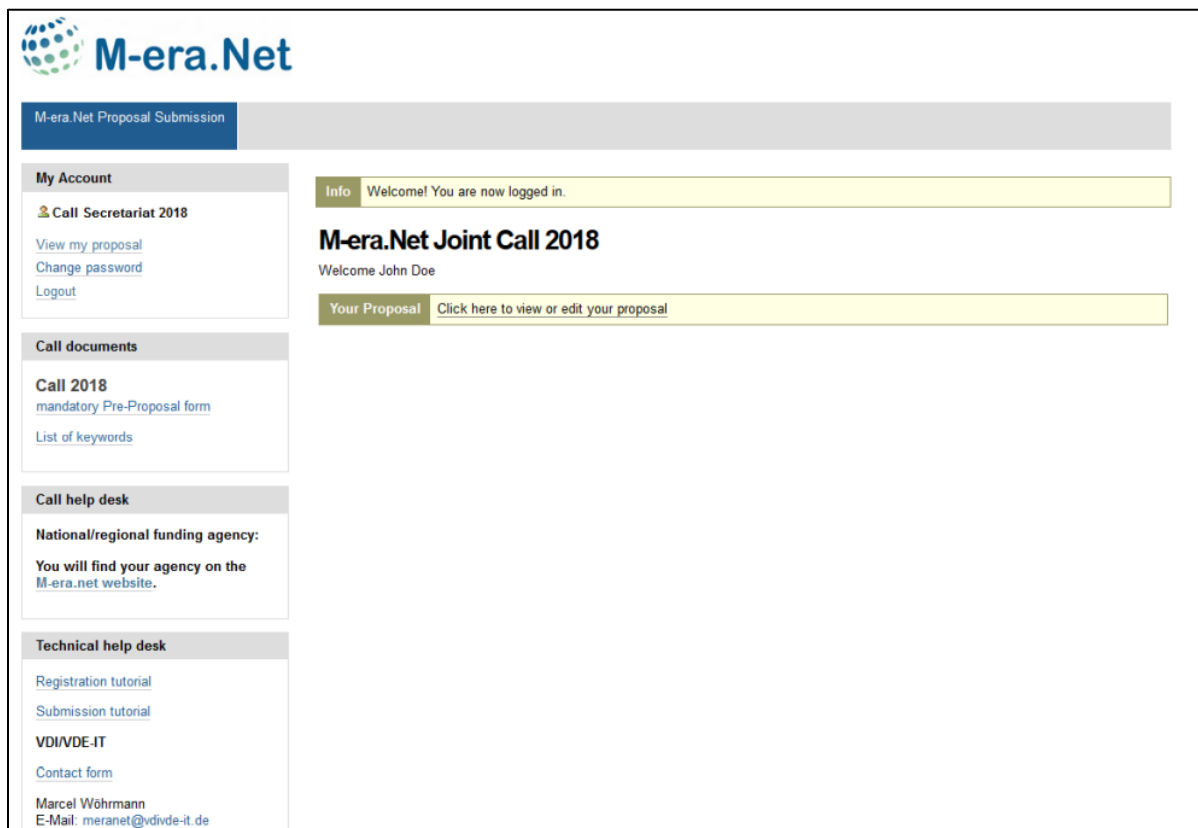 M-era.Net
M-era.Net Proposal Submission
My Account
Call Secretariat 2018
View my proposal
Change password
Logout
Call documents
Call 2018
mandatory Pre-Proposal form
List of keywords
Call help desk
National/regional funding agency:
You will find your agency on the
M-era.net website.
Technical help desk
Registration tutorial
Submission tutorial
VDI/VDE-IT
Contact form
Marcel Wöhrmann
E-Mail: meranet@vdivde-it.de
Info Welcome! You are now logged in.
M-era.Net Joint Call 2018
Welcome John Doe
Your Proposal Click here to view or edit your proposal